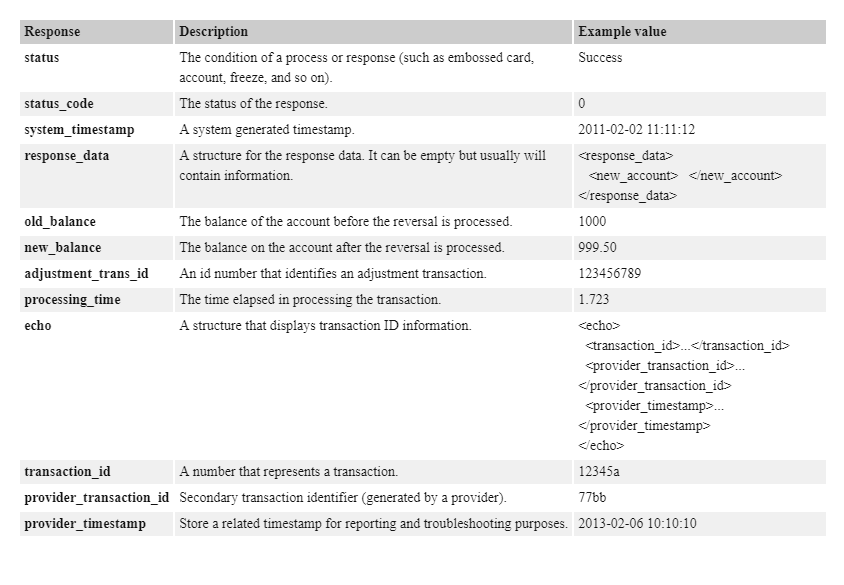 Response Description Example value
status The condition of a process or response (such as embossed card, Success
account, freeze, and so on).
status_code The status of the response. 0
system_timestamp A system generated timestamp. 2011-02-02 11:11:12
response_data A structure for the response data. It can be empty but usually will <response_data>
contain information. <new_account> </new_account>
</response_data>
old_balance The balance of the account before the reversal is processed. 1000
new_balance The balance on the account after the reversal is processed. 999.50
adjustment_trans_id An id number that identifies an adjustment transaction. 123456789
processing_time The time elapsed in processing the transaction. 1.723
echo A structure that displays transaction ID information. <echo>
<transaction_id>...</transaction_id>
<provider_transaction_id>...
</provider_transaction_id>
<provider_timestamp>...
</provider_timestamp>
</echo>
transaction_id A number that represents a transaction. 12345a
provider_transaction_id Secondary transaction identifier (generated by a provider). 77bb
provider_timestamp Store a related timestamp for reporting and troubleshooting purposes. 2013-02-06 10:10:10